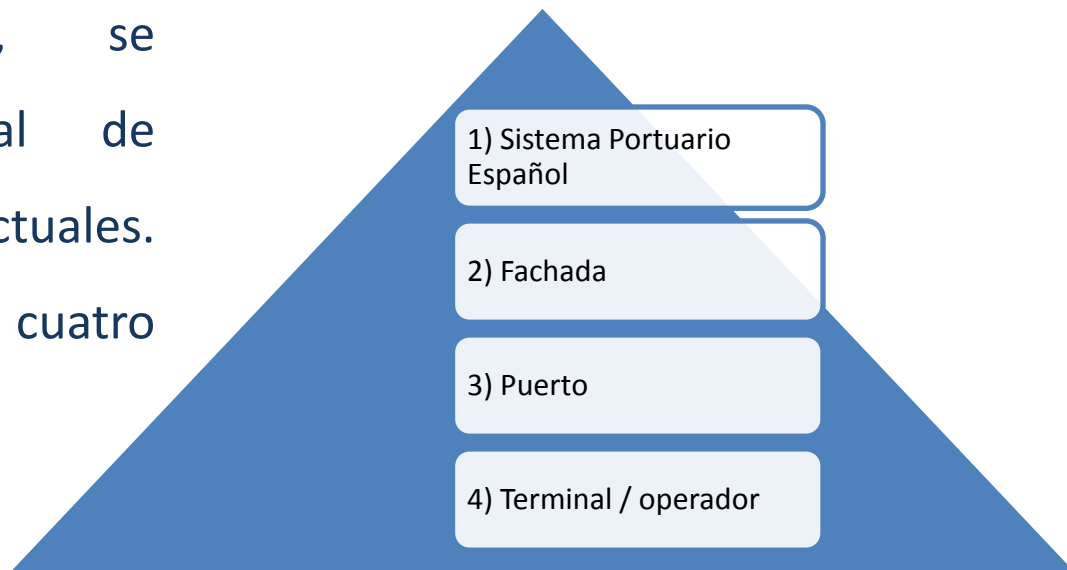 , se
al de
ctuales.
cuatro
1) Sistema Portuario
Español
2) Fachada
3) Puerto
4) Terminal / operador